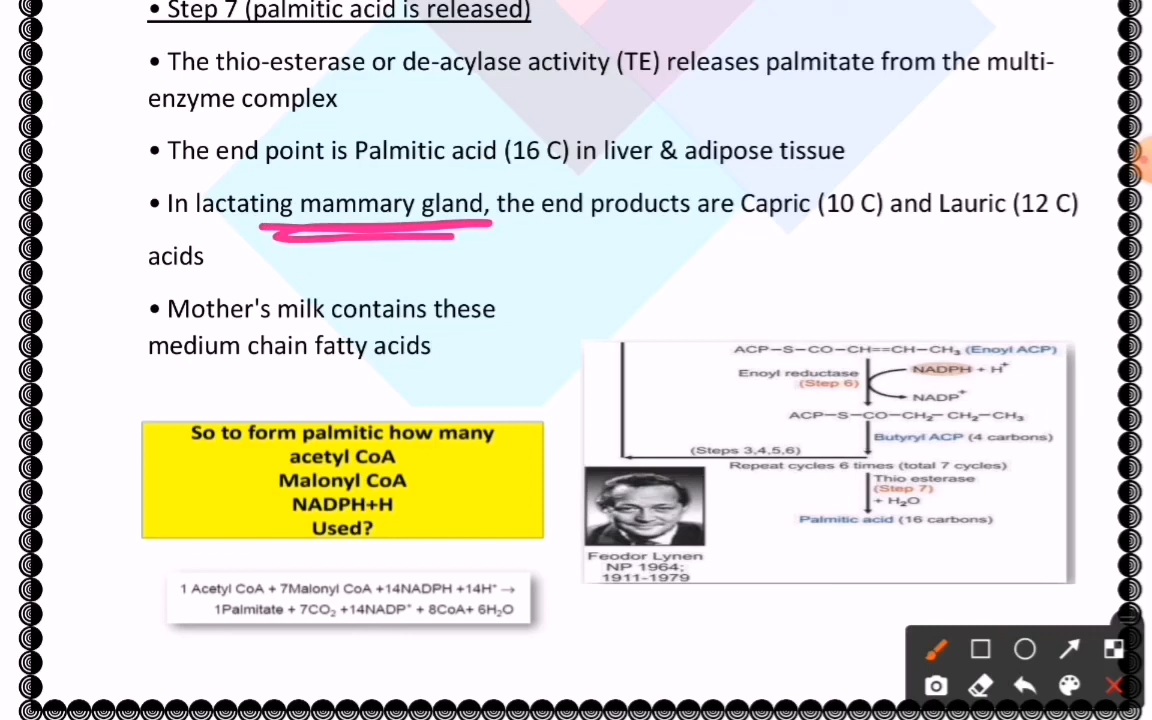 • Step 7 (palmitic acid is released)
• The thio-esterase or de-acylase activity (TE) releases palmitate from the multi-
enzyme complex
• The end point is Palmitic acid (16 C) in liver & adipose tissue
• In lactating mammary gland, the end products are Capric (10 C) and Lauric (12 C)
acids
• Mother's milk contains these
medium chain fatty acids
So to form palmitic how many
acetyl CoA
Malonyl CoA
NADPH+H
Used?
1 Acetyl CoA + 7Malonyl CoA +14NADPH +14H⁺ →
1Palmitate + 7CO₂ +14NADP⁺ + 8CoA+ 6H₂O
ACP−S−CO−CH==CH−CH₃ (Enoyl ACP)
Enoyl reductase
(Step 6)
NADPH + H⁺
NADP⁺
ACP−S−CO−CH₂− CH₂−CH₃
Butyryl ACP (4 carbons)
(Steps 3,4,5,6)
Repeat cycles 6 times (total 7 cycles)
Thio esterase
(Step 7)
+ H₂O
Palmitic acid (16 carbons)
Feodor Lynen
NP 1964;
1911-1979